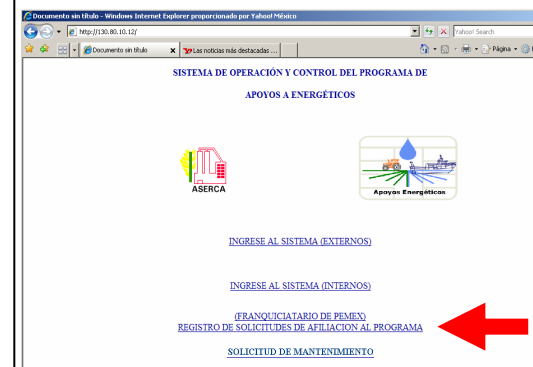 Documento sin título - Windows Internet Explorer proporcionado por Yahoo! México
http://130.80.10.12/
Yahoo! Search
Documento sin título
Las noticias más destacadas ...
Página
SISTEMA DE OPERACIÓN Y CONTROL DEL PROGRAMA DE
APOYOS A ENERGÉTICOS
ASERCA
Apoyos Energéticos
INGRESE AL SISTEMA (EXTERNOS)
INGRESE AL SISTEMA (INTERNOS)
(FRANQUICIATARIO DE PEMEX)
REGISTRO DE SOLICITUDES DE AFILIACION AL PROGRAMA
SOLICITUD DE MANTENIMIENTO